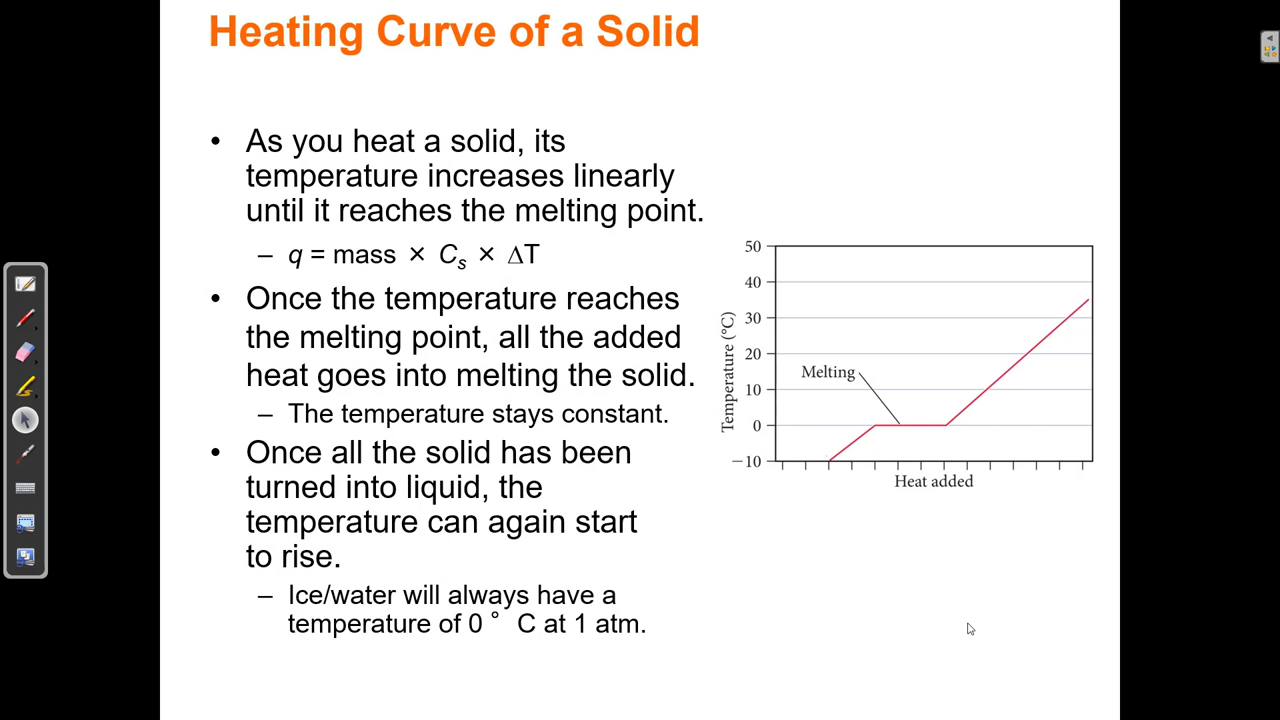 Heating Curve of a Solid
• As you heat a solid, its
temperature increases linearly
until it reaches the melting point.
– q = mass × Cs × ΔT
• Once the temperature reaches
the melting point, all the added
heat goes into melting the solid.
– The temperature stays constant.
• Once all the solid has been
turned into liquid, the
temperature can again start
to rise.
– Ice/water will always have a
temperature of 0 ° C at 1 atm.
50
40
30
20
10
0
−10
Temperature (°C)
Melting
Heat added